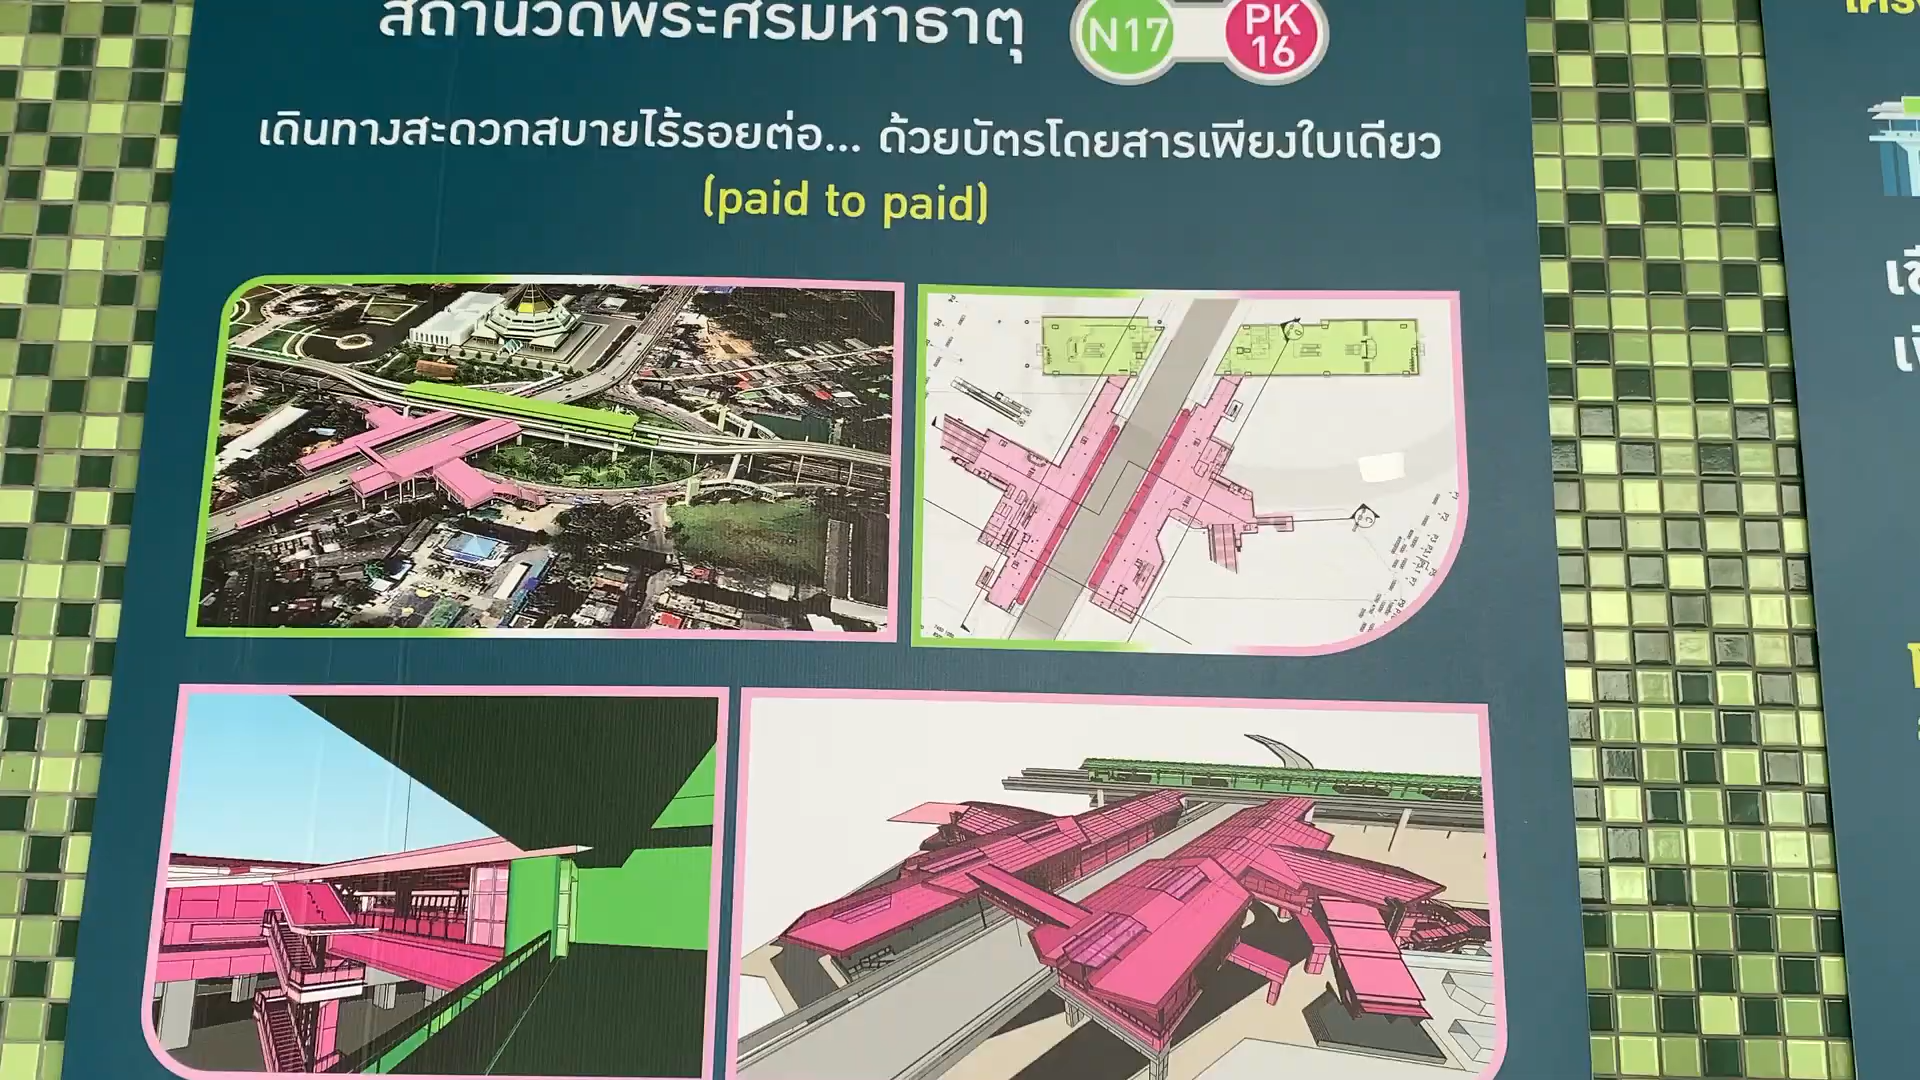 สถานีวัดพระศรีมหาธาตุ N17 PK 16
เดินทางสะดวกสบายไร้รอยต่อ... ด้วยบัตรโดยสารเพียงใบเดียว
(paid to paid)